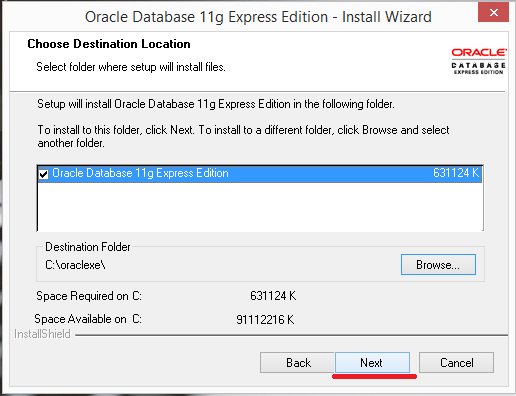 Oracle Database 11g Express Edition - Install Wizard
Choose Destination Location
Select folder where setup will install files.
ORACLE
DATABASE
EXPRESS EDITION
Setup will install Oracle Database 11g Express Edition in the following folder.
To install to this folder, click Next. To install to a different folder, click Browse and select
another folder.
Oracle Database 11g Express Edition 631124 K
Destination Folder
C:\oraclexe\ Browse...
Space Required on C: 631124 K
Space Available on C: 91112216 K
InstallShield
Back Next Cancel